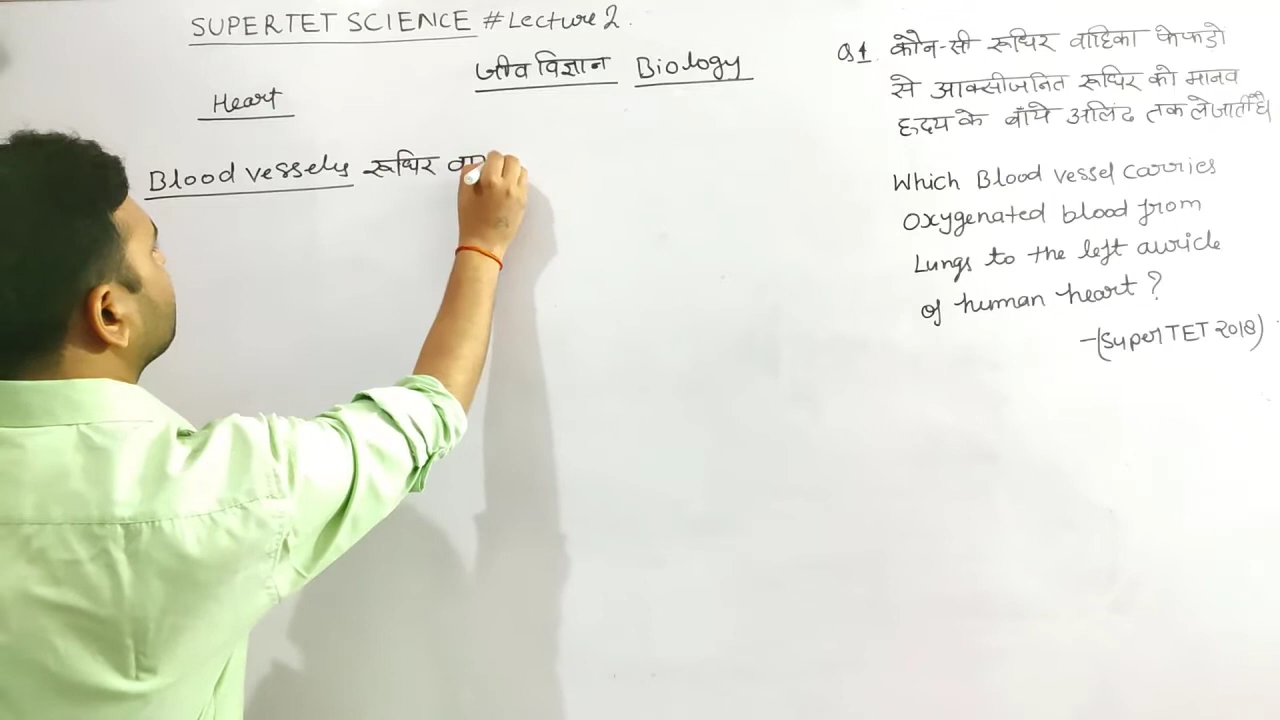 SUPERTET SCIENCE #Lecture 2.
जीव विज्ञान Biology
Heart
Blood vessels रूधिर वा
Q1. कौन-सी रूधिर वाहिका फेफडो
से आक्सीजनित रूधिर को मानव
हृदय के बाँये अलिंद तक ले जाती है।
Which Blood vessel carries
Oxygenated blood from
Lungs to the left auricle
of human heart?
-(SuperTET 2018)